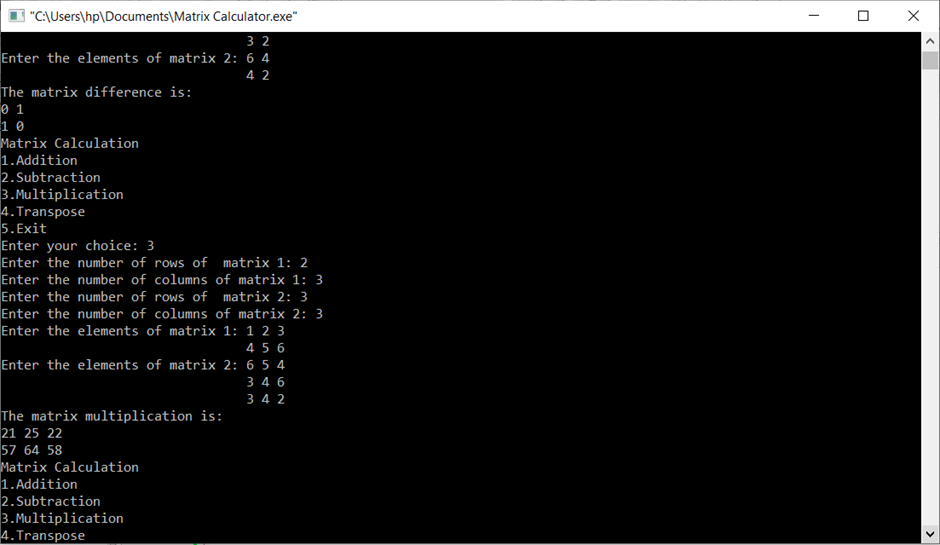 "C:\Users\hp\Documents\Matrix Calculator.exe"
3 2
Enter the elements of matrix 2: 6 4
4 2
The matrix difference is:
0 1
1 0
Matrix Calculation
1.Addition
2.Subtraction
3.Multiplication
4.Transpose
5.Exit
Enter your choice: 3
Enter the number of rows of  matrix 1: 2
Enter the number of columns of matrix 1: 3
Enter the number of rows of  matrix 2: 3
Enter the number of columns of matrix 2: 3
Enter the elements of matrix 1: 1 2 3
4 5 6
Enter the elements of matrix 2: 6 5 4
3 4 6
3 4 2
The matrix multiplication is:
21 25 22
57 64 58
Matrix Calculation
1.Addition
2.Subtraction
3.Multiplication
4.Transpose